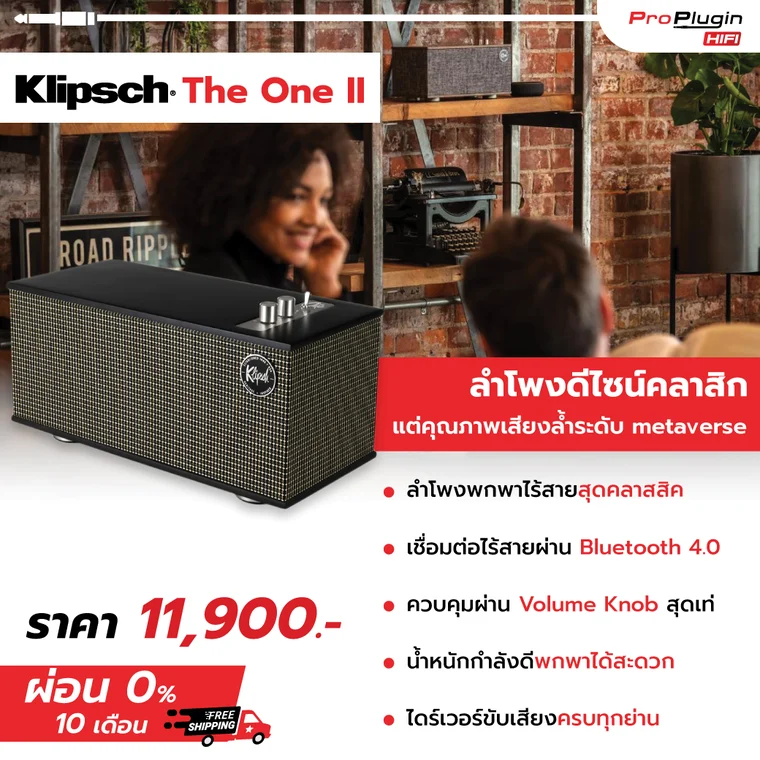 ProPlugin
HIFI
Klipsch® The One II
ROAD RIPPL
Klipsch
ลำโพงดีไซน์คลาสิก
แต่คุณภาพเสียงล้ำระดับ metaverse
ลำโพงพกพาไร้สายสุดคลาสสิค
เชื่อมต่อไร้สายผ่าน Bluetooth 4.0
ควบคุมผ่าน Volume Knob สุดเท่
น้ำหนักกำลังดีพกพาได้สะดวก
ไดร์เวอร์ขับเสียงครบทุกย่าน
ราคา 11,900.-
ผ่อน 0%
10 เดือน
FREE
SHIPPING